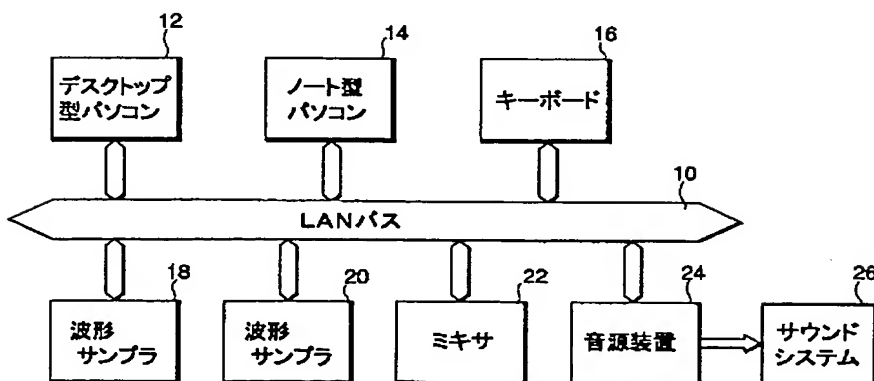 12
デスクトップ
型パソコン
14
ノート型
パソコン
16
キーボード
10
LANバス
18
波形
サンプラ
20
波形
サンプラ
22
ミキサ
24
音源装置
26
サウンド
システム